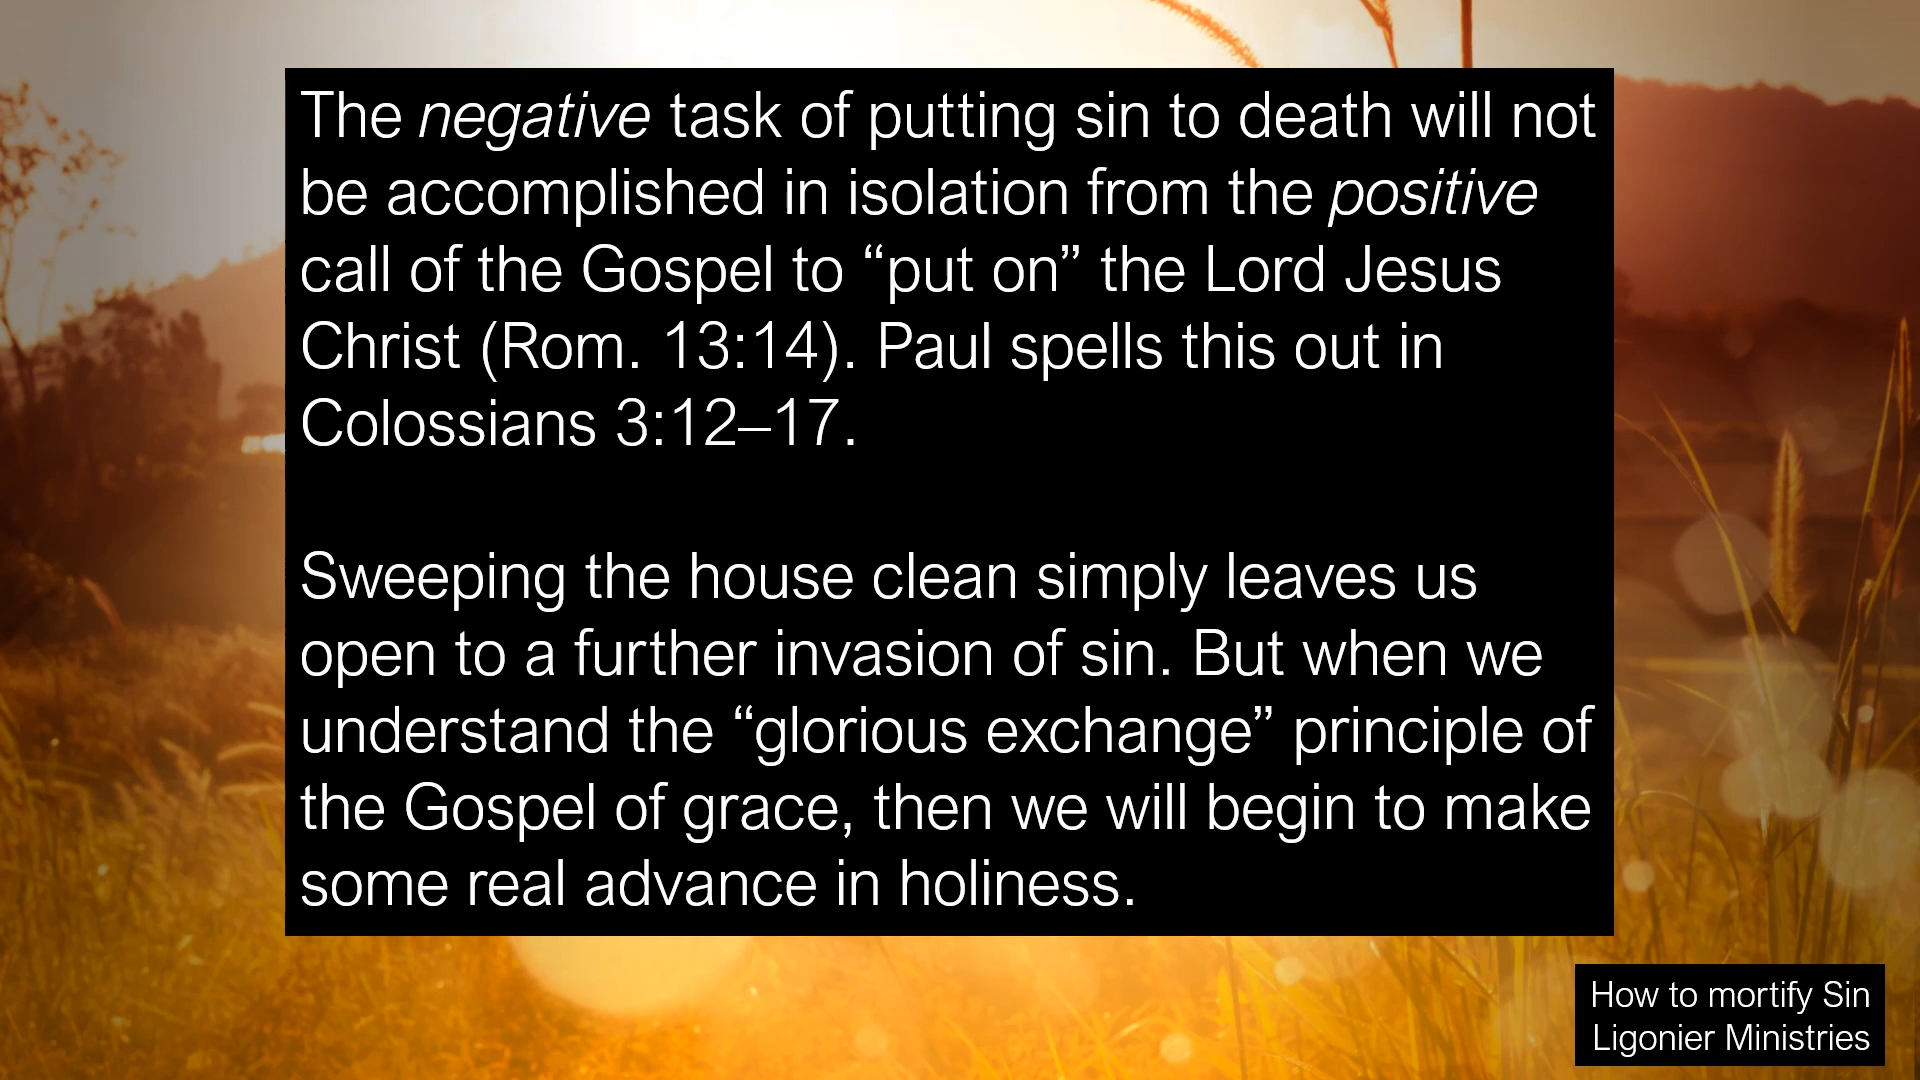 The negative task of putting sin to death will not
be accomplished in isolation from the positive
call of the Gospel to “put on” the Lord Jesus
Christ (Rom. 13:14). Paul spells this out in
Colossians 3:12–17.
Sweeping the house clean simply leaves us
open to a further invasion of sin. But when we
understand the “glorious exchange” principle of
the Gospel of grace, then we will begin to make
some real advance in holiness.
How to mortify Sin
Ligonier Ministries